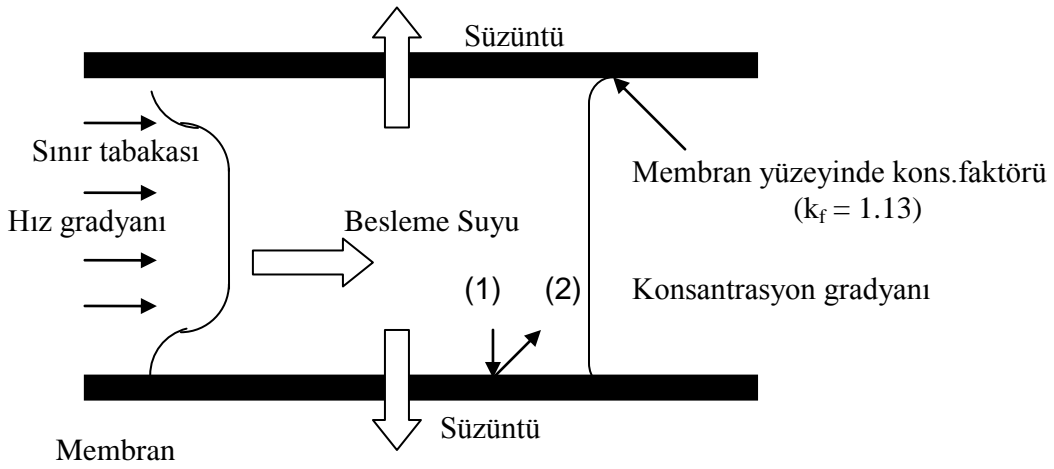 Süzüntü
Sınır tabakası
Membran yüzeyinde kons.faktörü
(k_f = 1.13)
Hız gradyanı
Besleme Suyu
(1)
(2)
Konsantrasyon gradyanı
Süzüntü
Membran